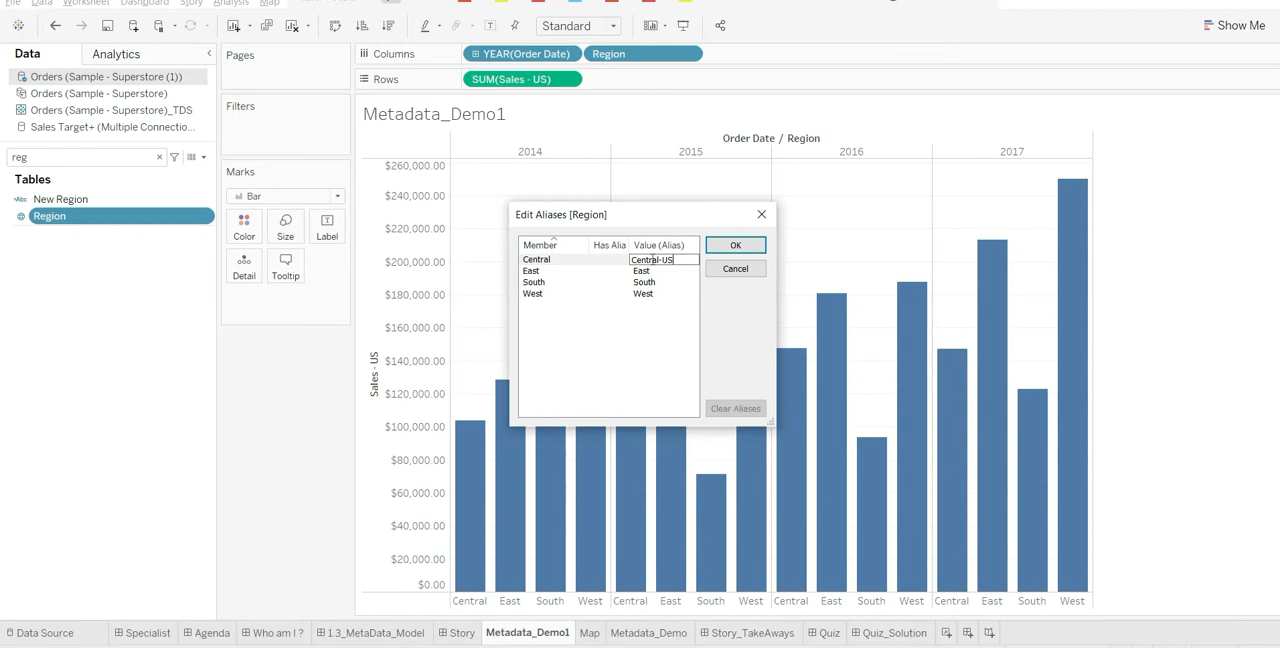 File Data Worksheet Dashboard Story Analysis Map
Standard
Show Me
Data Analytics
Pages
Columns YEAR(Order Date) Region
Orders (Sample - Superstore (1))
Rows SUM(Sales - US)
Orders (Sample - Superstore)
Filters
Orders (Sample - Superstore)_TDS
Metadata_Demo1
Sales Target+ (Multiple Connectio...
Order Date / Region
reg
2014 2015 2016 2017
Tables
Marks
New Region
Bar
Region
Color Size Label
Detail Tooltip
Edit Aliases [Region]
Member Has Alia Value (Alias)
Central Central-US
East East
South South
West West
OK
Cancel
Clear Aliases
Sales - US
$260,000.00
$240,000.00
$220,000.00
$200,000.00
$180,000.00
$160,000.00
$140,000.00
$120,000.00
$100,000.00
$80,000.00
$60,000.00
$40,000.00
$20,000.00
$0.00
Central East South West Central East South West Central East South West Central East South West
Data Source Specialist Agenda Who am I ? 1.3_MetaData_Model Story Metadata_Demo1 Map Metadata_Demo Story_TakeAways Quiz Quiz_Solution